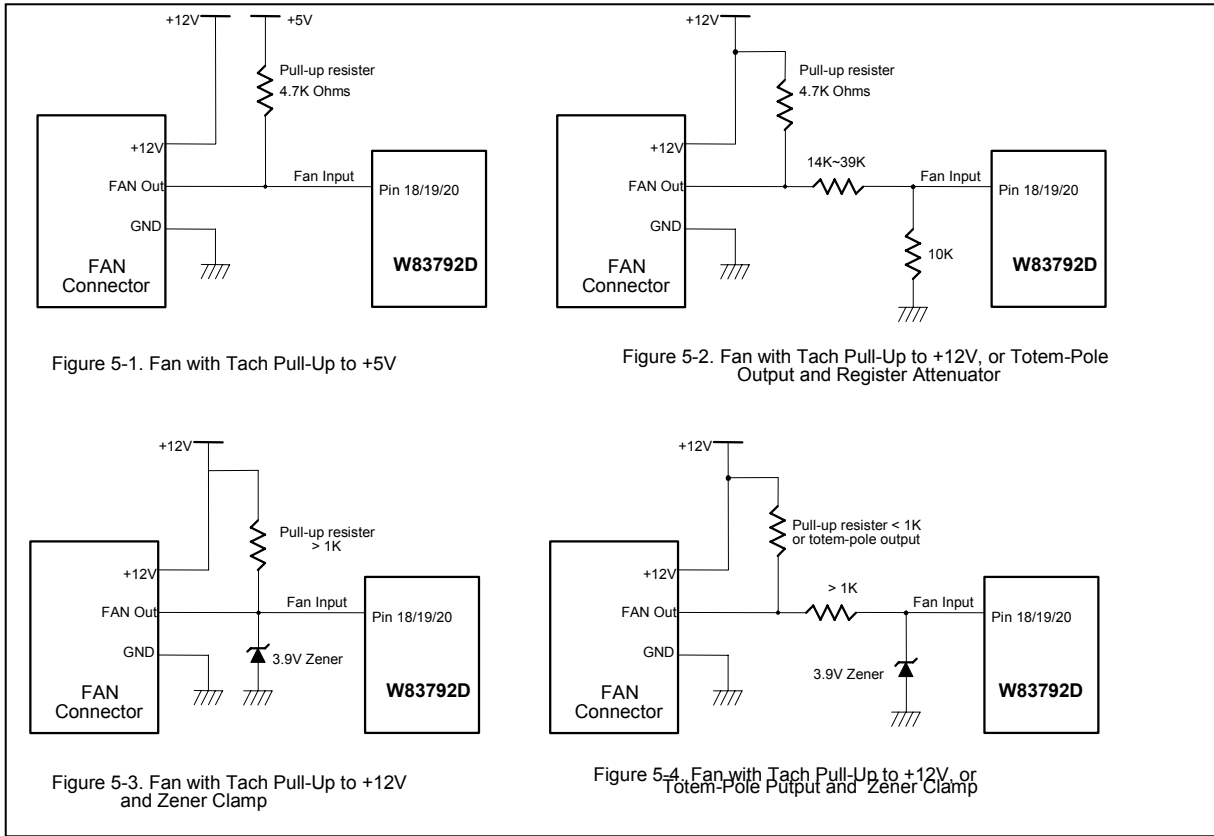 +12V
+5V
Pull-up resister
4.7K Ohms
+12V
FAN Out
GND
FAN
Connector
Fan Input
Pin 18/19/20
W83792D
Figure 5-1. Fan with Tach Pull-Up to +5V
+12V
Pull-up resister
4.7K Ohms
+12V
FAN Out
GND
FAN
Connector
14K~39K
Fan Input
10K
Pin 18/19/20
W83792D
Figure 5-2. Fan with Tach Pull-Up to +12V, or Totem-Pole
Output and Register Attenuator
+12V
Pull-up resister
> 1K
+12V
FAN Out
GND
FAN
Connector
Fan Input
3.9V Zener
Pin 18/19/20
W83792D
Figure 5-3. Fan with Tach Pull-Up to +12V
and Zener Clamp
+12V
Pull-up resister < 1K
or totem-pole output
+12V
FAN Out
GND
FAN
Connector
> 1K
Fan Input
3.9V Zener
Pin 18/19/20
W83792D
Figure 5-4. Fan with Tach Pull-Up to +12V, or
Totem-Pole Putput and Zener Clamp